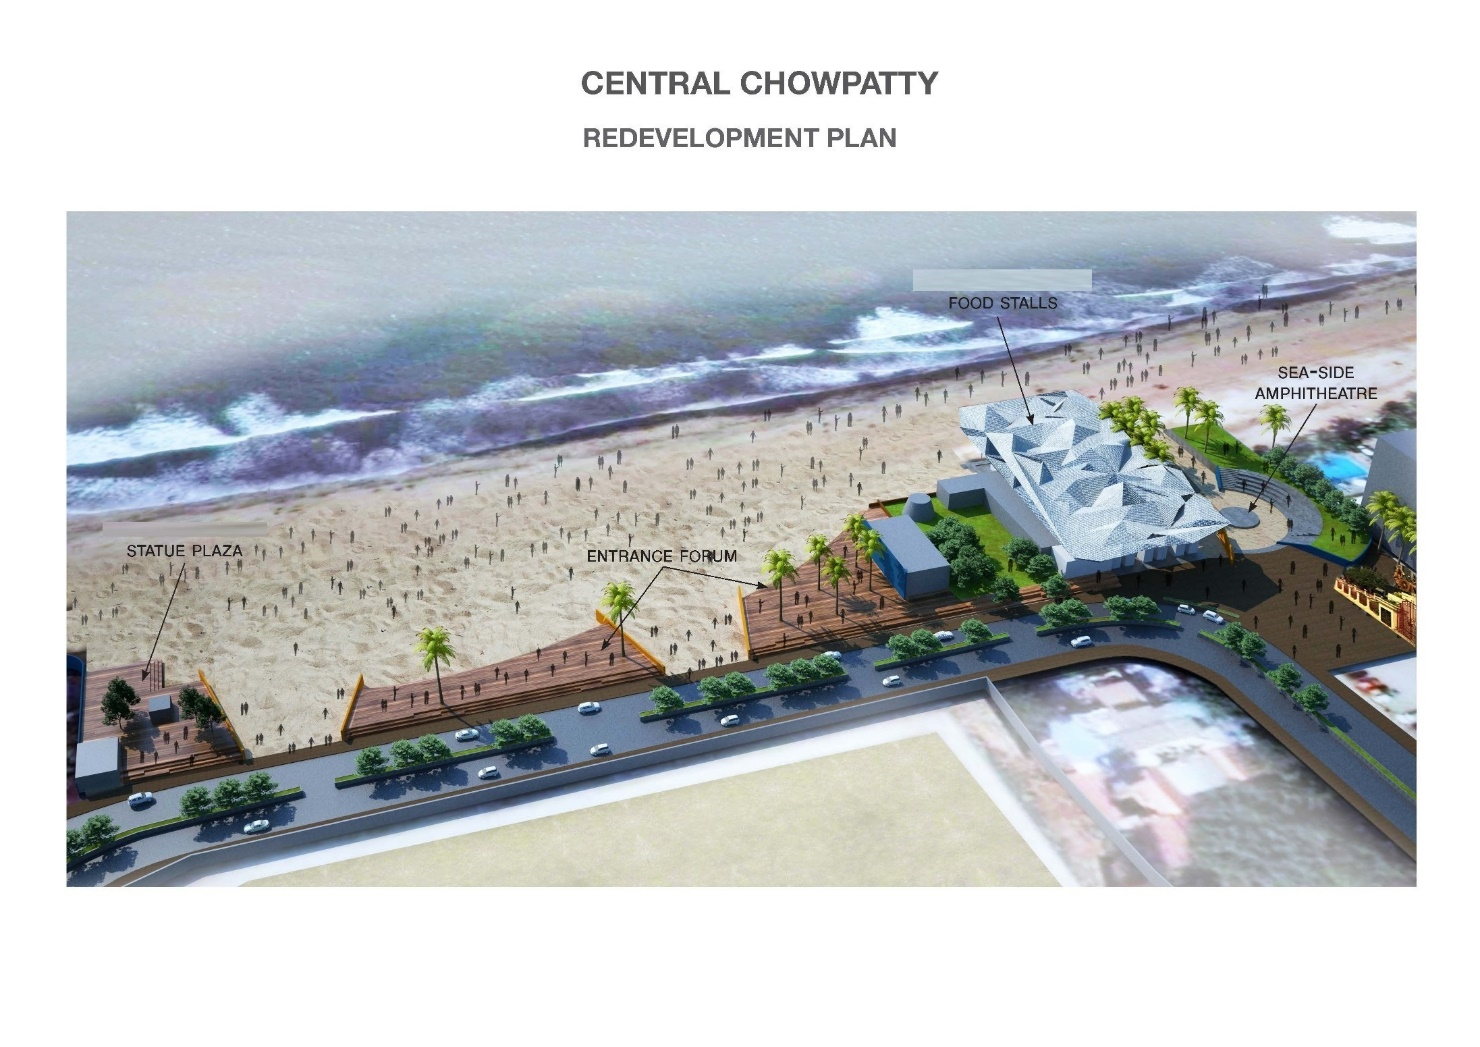 CENTRAL CHOWPATTY
REDEVELOPMENT PLAN
FOOD STALLS
SEA-SIDE
AMPHITHEATRE
STATUE PLAZA
ENTRANCE FORUM